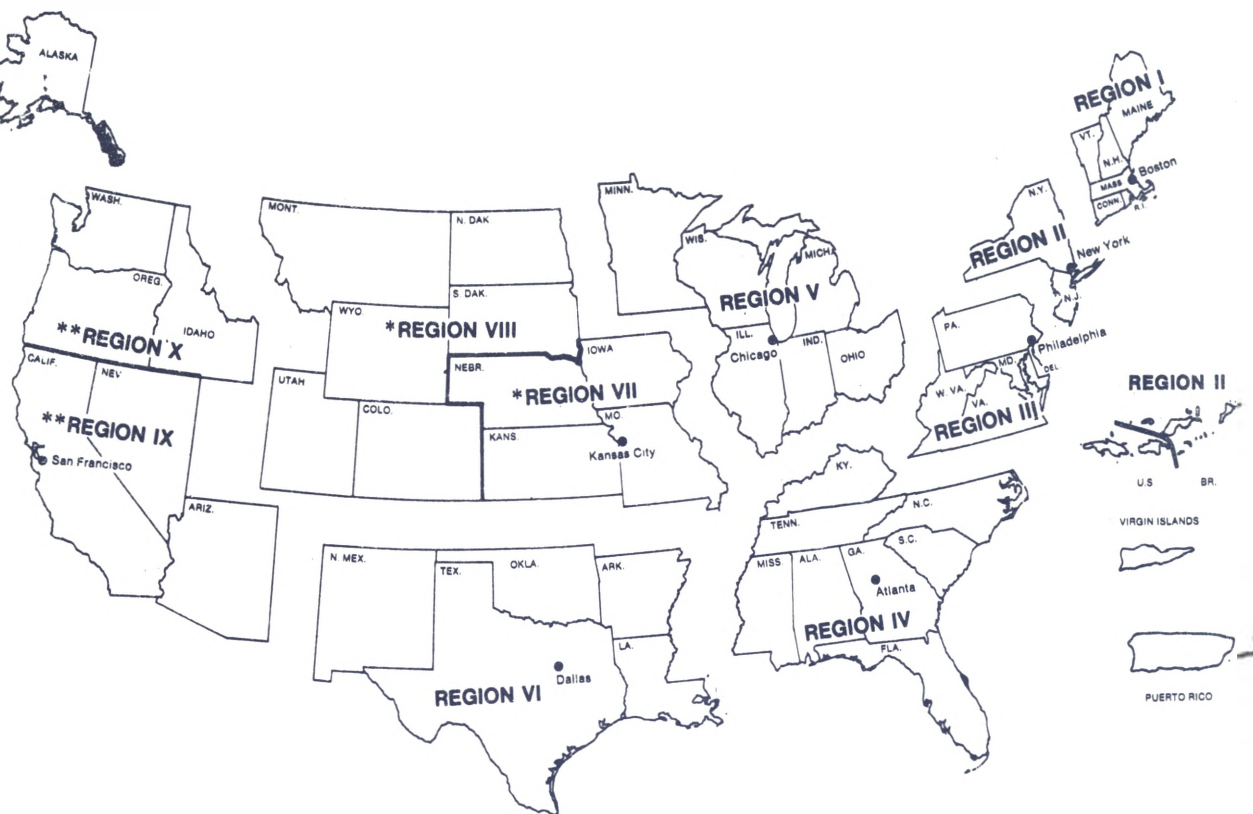 ALASKA
REGION I
MAINE
VT.
N.H.
Boston
MASS
CONN.
R.I.
WASH.
MONT.
N. DAK
MINN.
N.Y.
WIS.
MICH.
REGION II
New York
OREG.
S. DAK.
REGION V
N.J.
IDAHO
WYO.
*REGION VIII
**REGION X
PA.
ILL.
IND.
Chicago
OHIO
Philadelphia
IOWA
CALIF.
NEV.
UTAH
NEBR.
MD.
DEL.
W. VA.
VA.
REGION II
*REGION VII
COLO.
MO.
REGION III
**REGION IX
KANS.
Kansas City
San Francisco
KY.
U.S
BR.
ARIZ.
N.C.
TENN.
VIRGIN ISLANDS
S.C.
N. MEX.
TEX.
OKLA.
ARK.
MISS
ALA.
GA.
Atlanta
REGION IV
LA.
FLA.
Dallas
REGION VI
PUERTO RICO